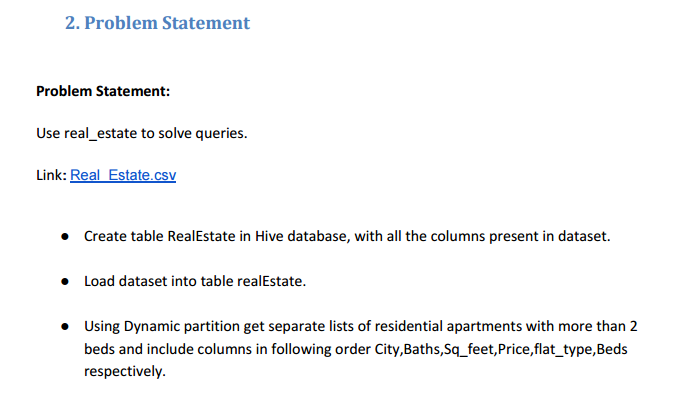 2. Problem Statement
Problem Statement:
Use real_estate to solve queries.
Link: Real_Estate.csv
● Create table RealEstate in Hive database, with all the columns present in dataset.
● Load dataset into table realEstate.
● Using Dynamic partition get separate lists of residential apartments with more than 2
beds and include columns in following order City,Baths,Sq_feet,Price,flat_type,Beds
respectively.